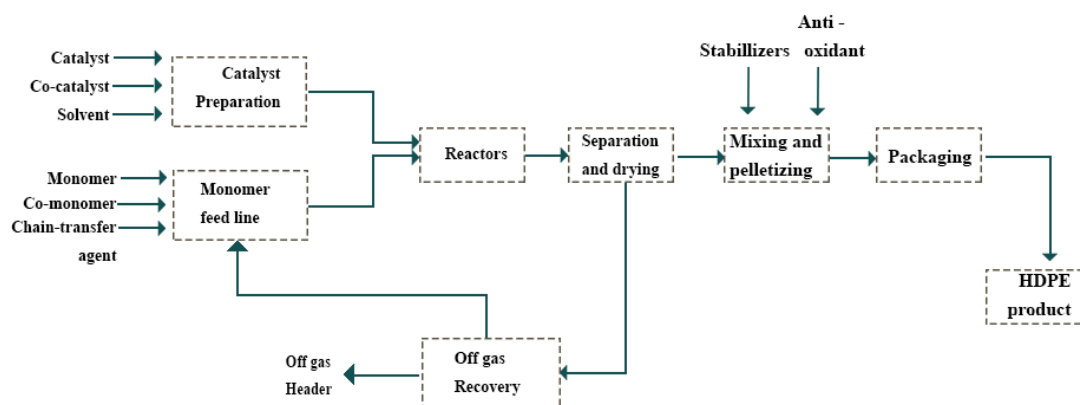 Catalyst
Co-catalyst
Solvent
Catalyst
Preparation
Monomer
Co-monomer
Chain-transfer
agent
Monomer
feed line
Reactors
Separation
and drying
Stabillizers
Anti -
oxidant
Mixing and
pelletizing
Packaging
HDPE
product
Off gas
Recovery
Off gas
Header